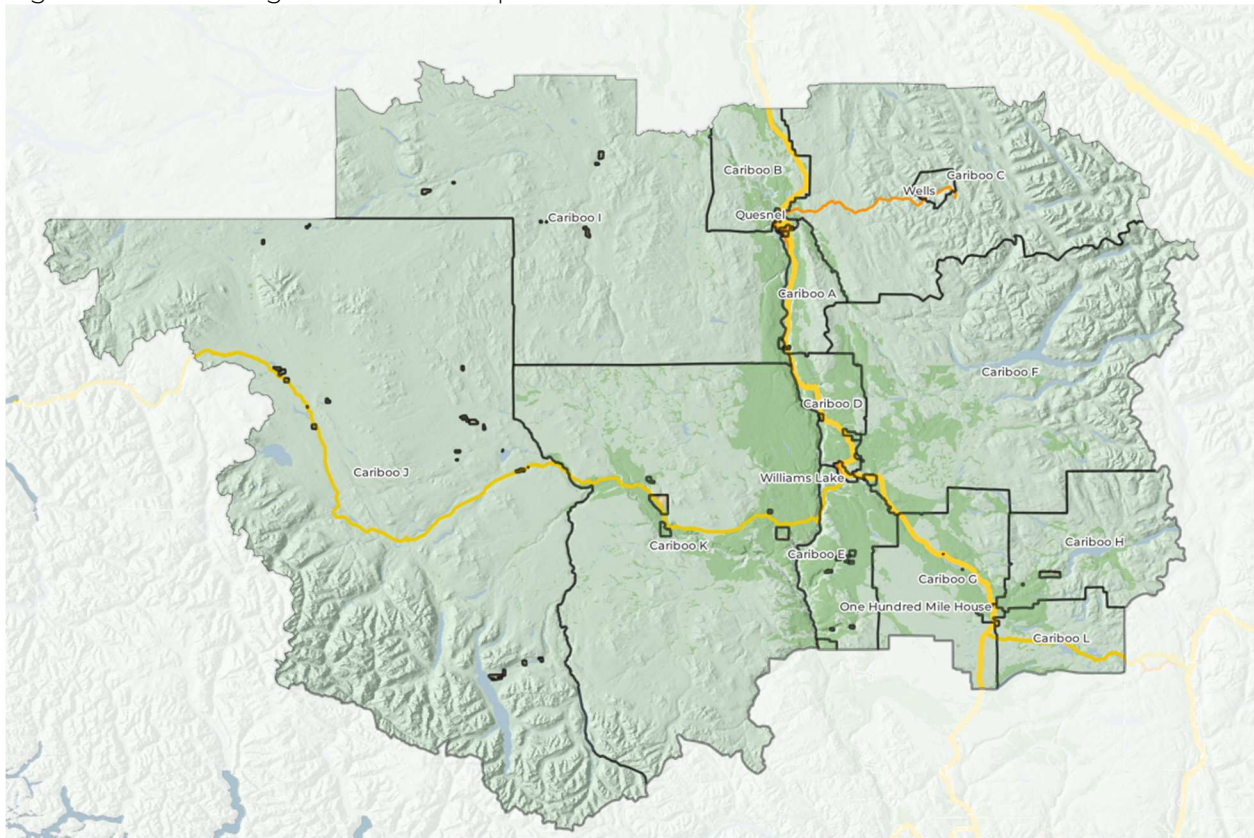 Cariboo B
Cariboo C
Wells
Quesnel
Cariboo I
Cariboo A
Cariboo F
Cariboo D
Cariboo J
Williams Lake
Cariboo K
Cariboo H
Cariboo E
Cariboo G
One Hundred Mile House
Cariboo L